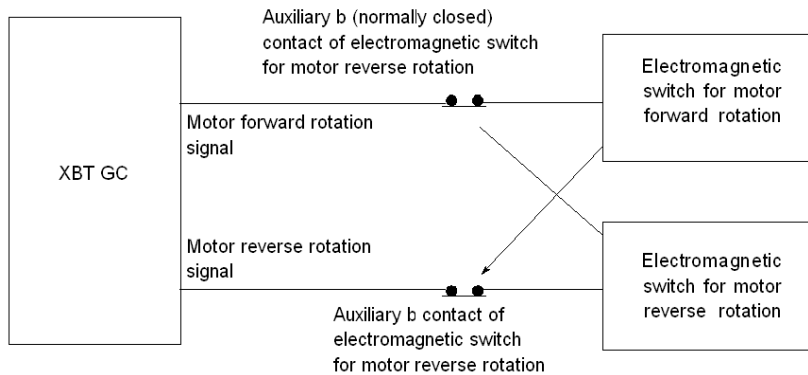 Auxiliary b (normally closed)
contact of electromagnetic switch
for motor reverse rotation
Electromagnetic
switch for motor
forward rotation
Motor forward rotation
signal
XBT GC
Motor reverse rotation
signal
Electromagnetic
switch for motor
reverse rotation
Auxiliary b contact of
electromagnetic switch
for motor reverse rotation